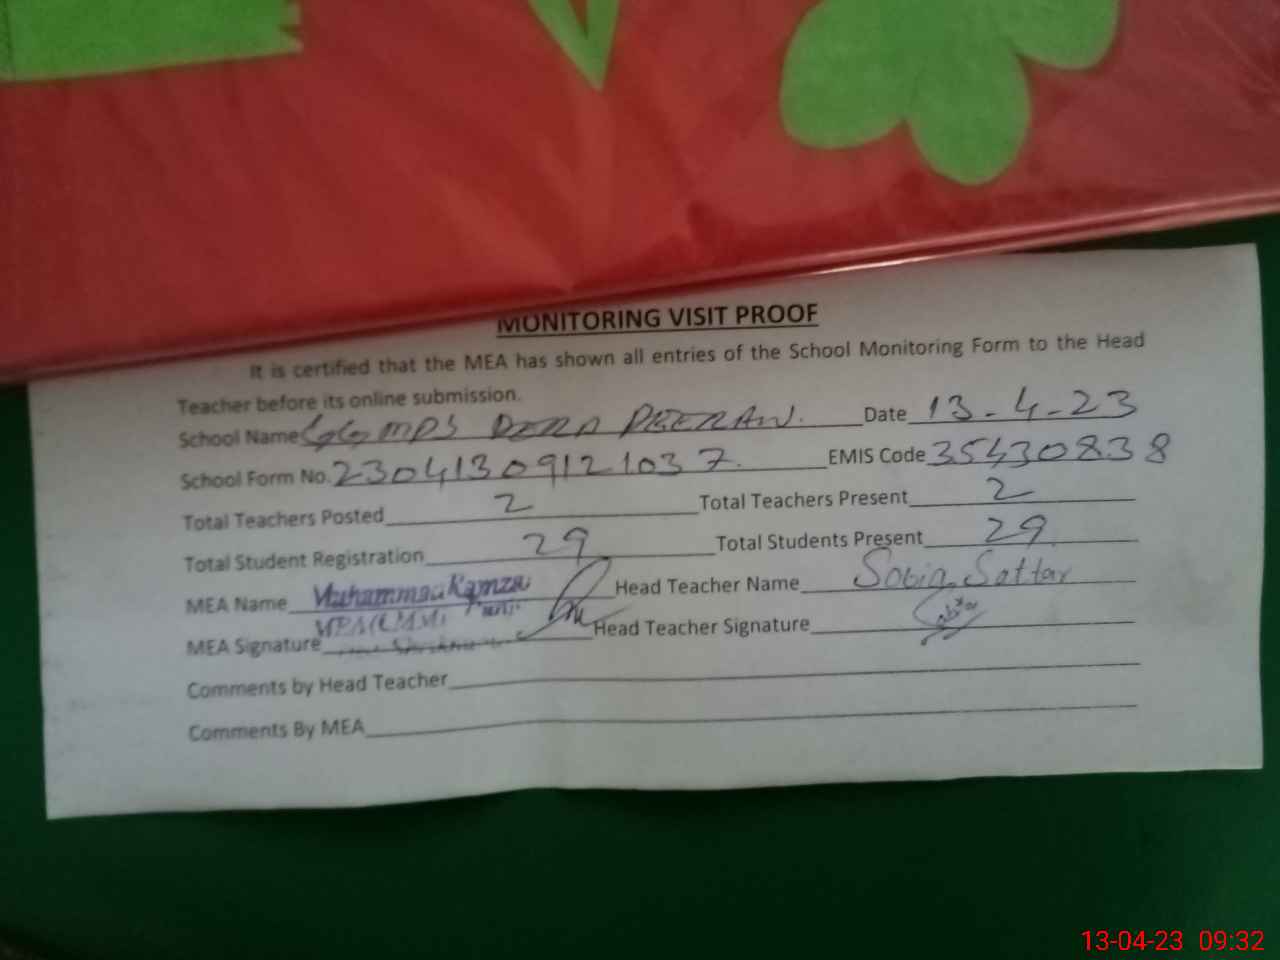 MONITORING VISIT PROOF
It is certified that the MEA has shown all entries of the School Monitoring Form to the Head
Teacher before its online submission.
School Name GGMPS DERA PEERAN. Date 13-4-23
School Form No. 23041309121037. EMIS Code 35430838
Total Teachers Posted 2 Total Teachers Present 2
Total Student Registration 29 Total Students Present 29
MEA Name Muhammad Head Teacher Name Sobia Sattar
MEA Signature Head Teacher Signature
Comments by Head Teacher
Comments By MEA
13-04-23 09:32